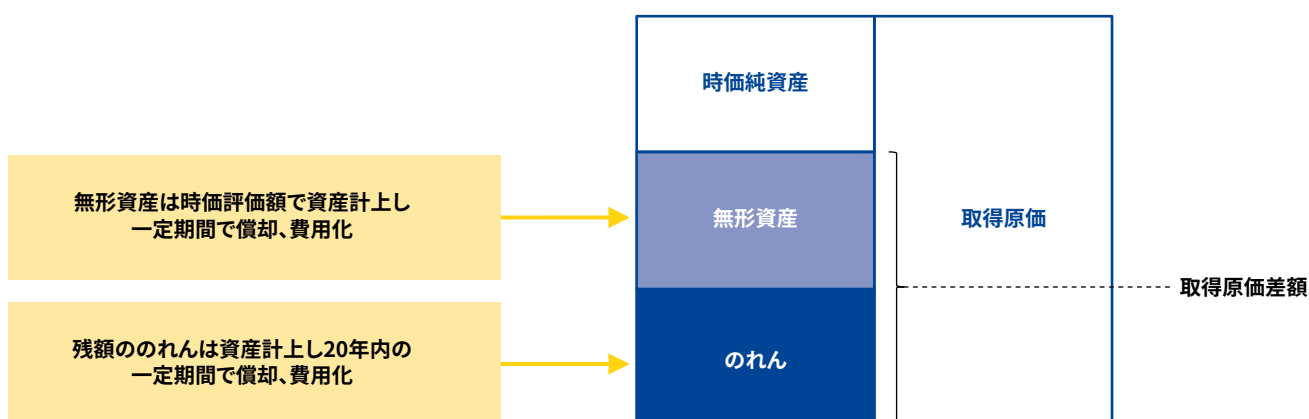 時価純資産
無形資産は時価評価額で資産計上し
一定期間で償却、費用化
無形資産
取得原価
取得原価差額
残額ののれんは資産計上し20年内の
一定期間で償却、費用化
のれん